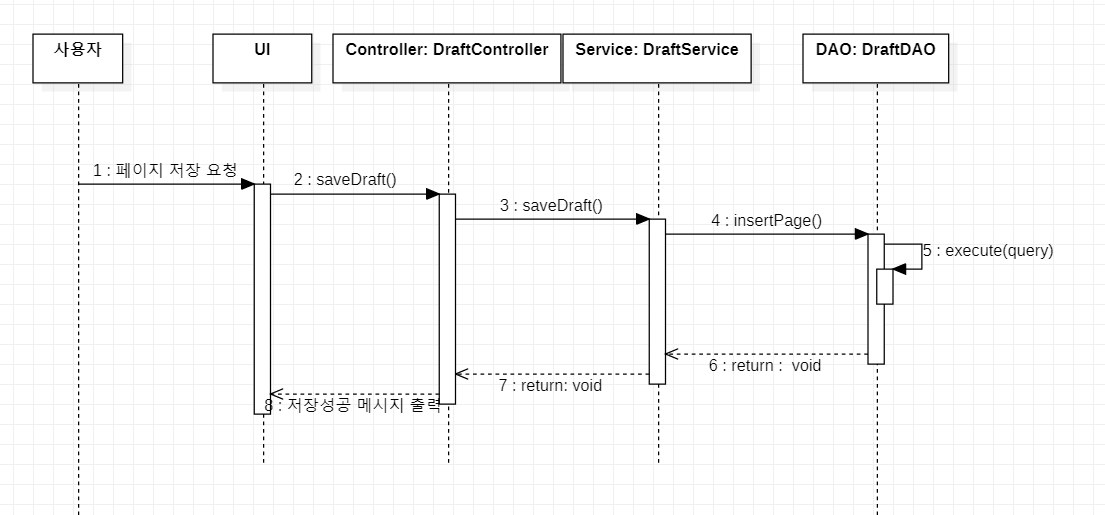 사용자
UI
Controller: DraftController
Service: DraftService
DAO: DraftDAO
1 : 페이지 저장 요청
2 : saveDraft()
3 : saveDraft()
4 : insertPage()
5 : execute(query)
6 : return :  void
7 : return: void
8 : 저장성공 메시지 출력